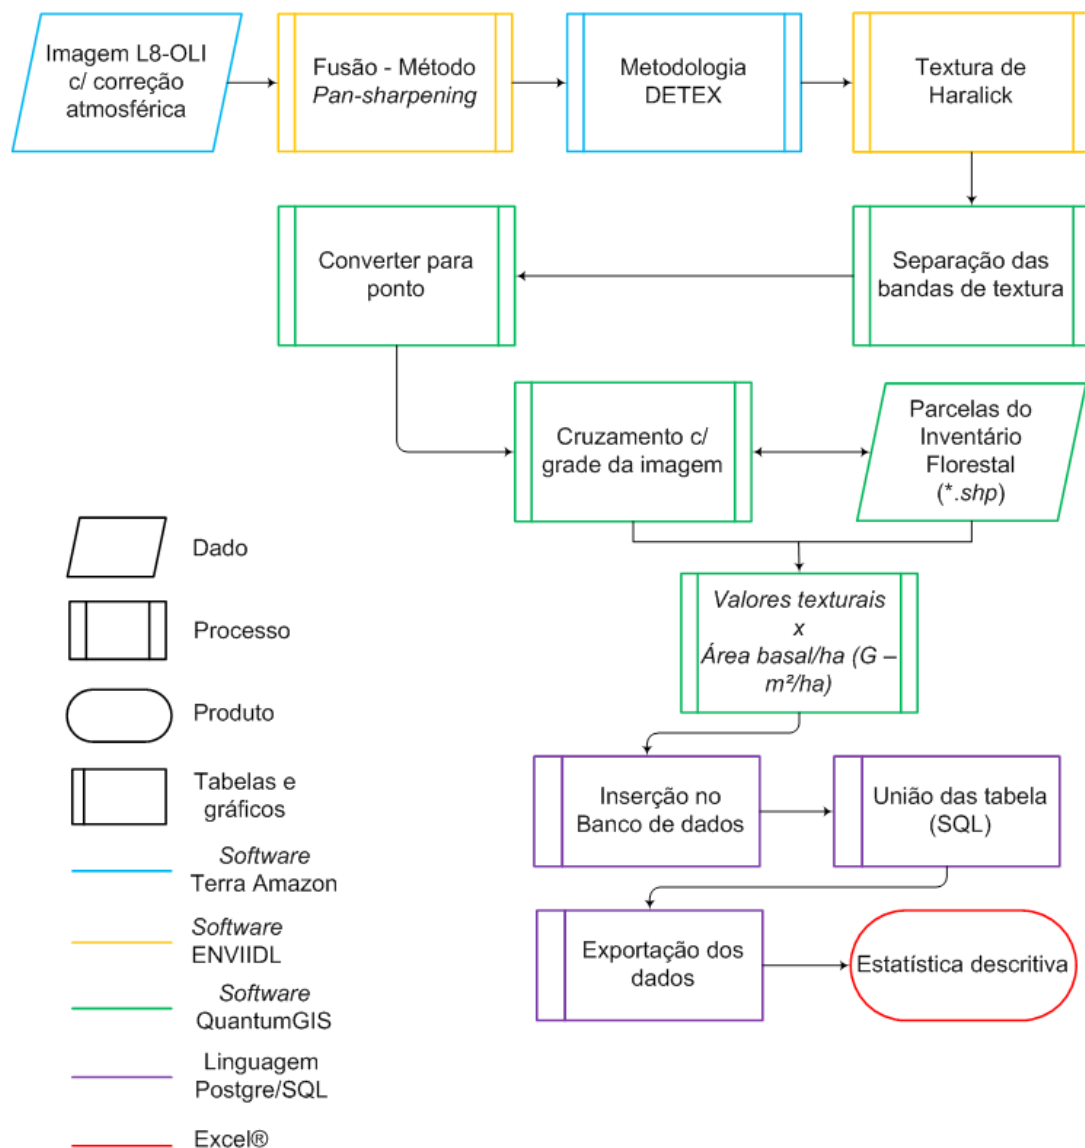 Imagem L8-OLI
c/ correção
atmosférica
Fusão - Método
Pan-sharpening
Metodologia
DETEX
Textura de
Haralick
Converter para
ponto
Separação das
bandas de textura
Cruzamento c/
grade da imagem
Parcelas do
Inventário
Florestal
(*.shp)
Valores texturais
x
Área basal/ha (G –
m²/ha)
Inserção no
Banco de dados
União das tabela
(SQL)
Exportação dos
dados
Estatística descritiva
Dado
Processo
Produto
Tabelas e
gráficos
Software
Terra Amazon
Software
ENVIIDL
Software
QuantumGIS
Linguagem
Postgre/SQL
Excel®